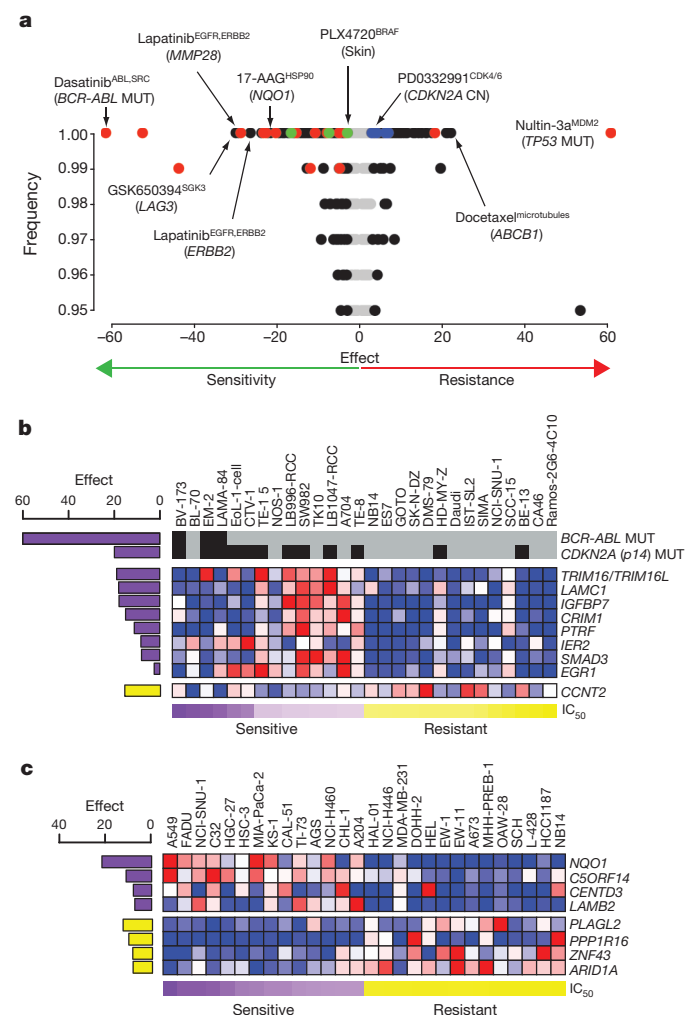 a
Lapatinib^EGFR,ERBB2
(MMP28)
PLX4720^BRAF
(Skin)
Dasatinib^ABL,SRC
(BCR-ABL MUT)
17-AAG^HSP90
(NQO1)
PD0332991^CDK4/6
(CDKN2A CN)
Nultin-3a^MDM2
(TP53 MUT)
GSK650394^SGK3
(LAG3)
Lapatinib^EGFR,ERBB2
(ERBB2)
Docetaxel^microtubules
(ABCB1)
Frequency
1.00
0.99
0.98
0.97
0.96
0.95
−60 −40 −20 0 20 40 60
Effect
Sensitivity Resistance
b
Effect
60 40 20 0
BV-173
BL-70
EM-2
LAMA-84
EoL-1-cell
CTV-1
TE-1 5
NOS-1
LB996-RCC
SW982
TK10
LB1047-RCC
A704
TE-8
NB14
ES7
GOTO
SK-N-DZ
DMS-79
HD-MY-Z
Daudi
IST-SL2
SIMA
NCI-SNU-1
SCC-15
BE-13
CA46
Ramos-2G6-4C10
BCR-ABL MUT
CDKN2A (p14) MUT
TRIM16/TRIM16L
LAMC1
IGFBP7
CRIM1
PTRF
IER2
SMAD3
EGR1
CCNT2
IC50
Sensitive Resistant
c
Effect
40 20 0
A549
FADU
NCI-SNU-1
C32
HGC-27
HSC-3
MIA-PaCa-2
KS-1
CAL-51
TI-73
AGS
NCI-H460
CHL-1
A204
HAL-01
NCI-H446
MDA-MB-231
DOHH-2
HEL
EW-1
EW-11
A673
MHH-PREB-1
OAW-28
SCH
L-428
HCC1187
NB14
NQO1
C5ORF14
CENTD3
LAMB2
PLAGL2
PPP1R16
ZNF43
ARID1A
IC50
Sensitive Resistant